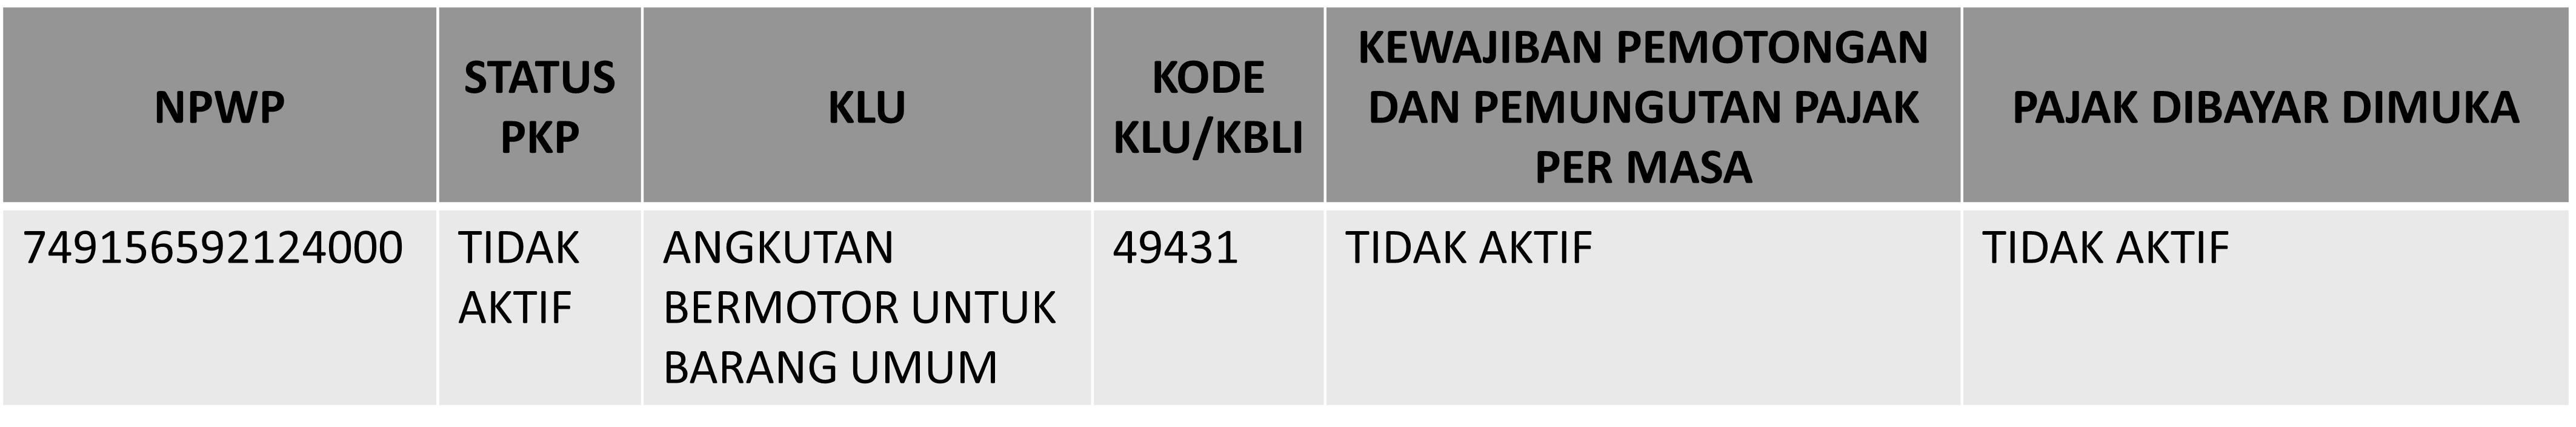 NPWP
STATUS
PKP
KLU
KODE
KLU/KBLI
KEWAJIBAN PEMOTONGAN
DAN PEMUNGUTAN PAJAK
PER MASA
PAJAK DIBAYAR DIMUKA
749156592124000
TIDAK
AKTIF
ANGKUTAN
BERMOTOR UNTUK
BARANG UMUM
49431
TIDAK AKTIF
TIDAK AKTIF